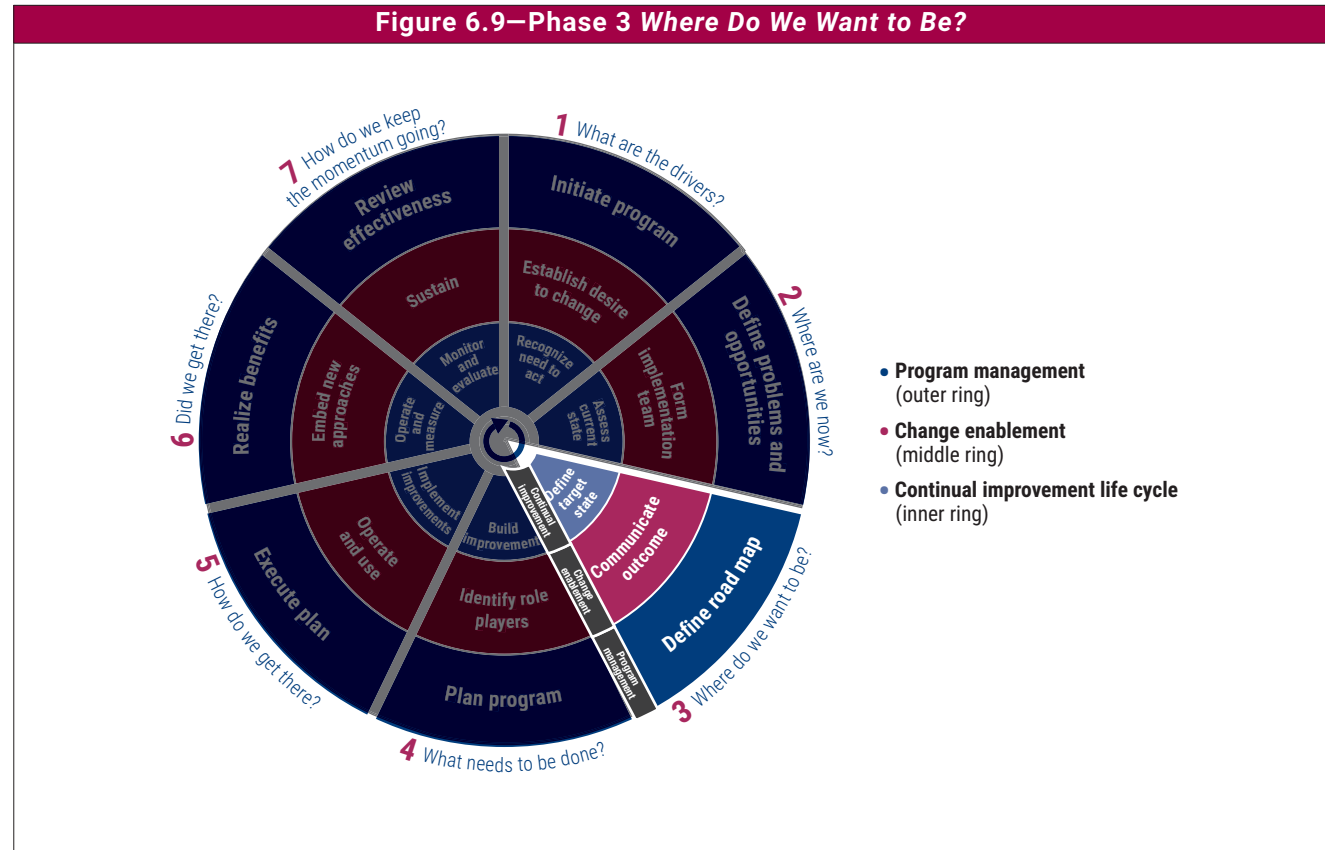 Figure 6.9—Phase 3 Where Do We Want to Be?
1 What are the drivers?
Initiate program
Establish desire
to change
Recognize
need to
act
2 Where are we now?
Define problems and
opportunities
Form
implementation
team
Assess
current
state
3 Where do we want to be?
Define road map
Communicate
outcome
Define
target
state
Continual
improvement
Change
enablement
Program
management
4 What needs to be done?
Plan program
Identify role
players
Build
improvement
5 How do we get there?
Execute plan
Operate
and use
Implement
improvements
6 Did we get there?
Realize benefits
Embed new
approaches
Operate
and
measure
7 How do we keep
the momentum going?
Review
effectiveness
Sustain
Monitor
and
evaluate
• Program management
(outer ring)
• Change enablement
(middle ring)
• Continual improvement life cycle
(inner ring)